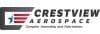 CRESTVIEW
AEROSPACE
Complex Assembly and Fabrication